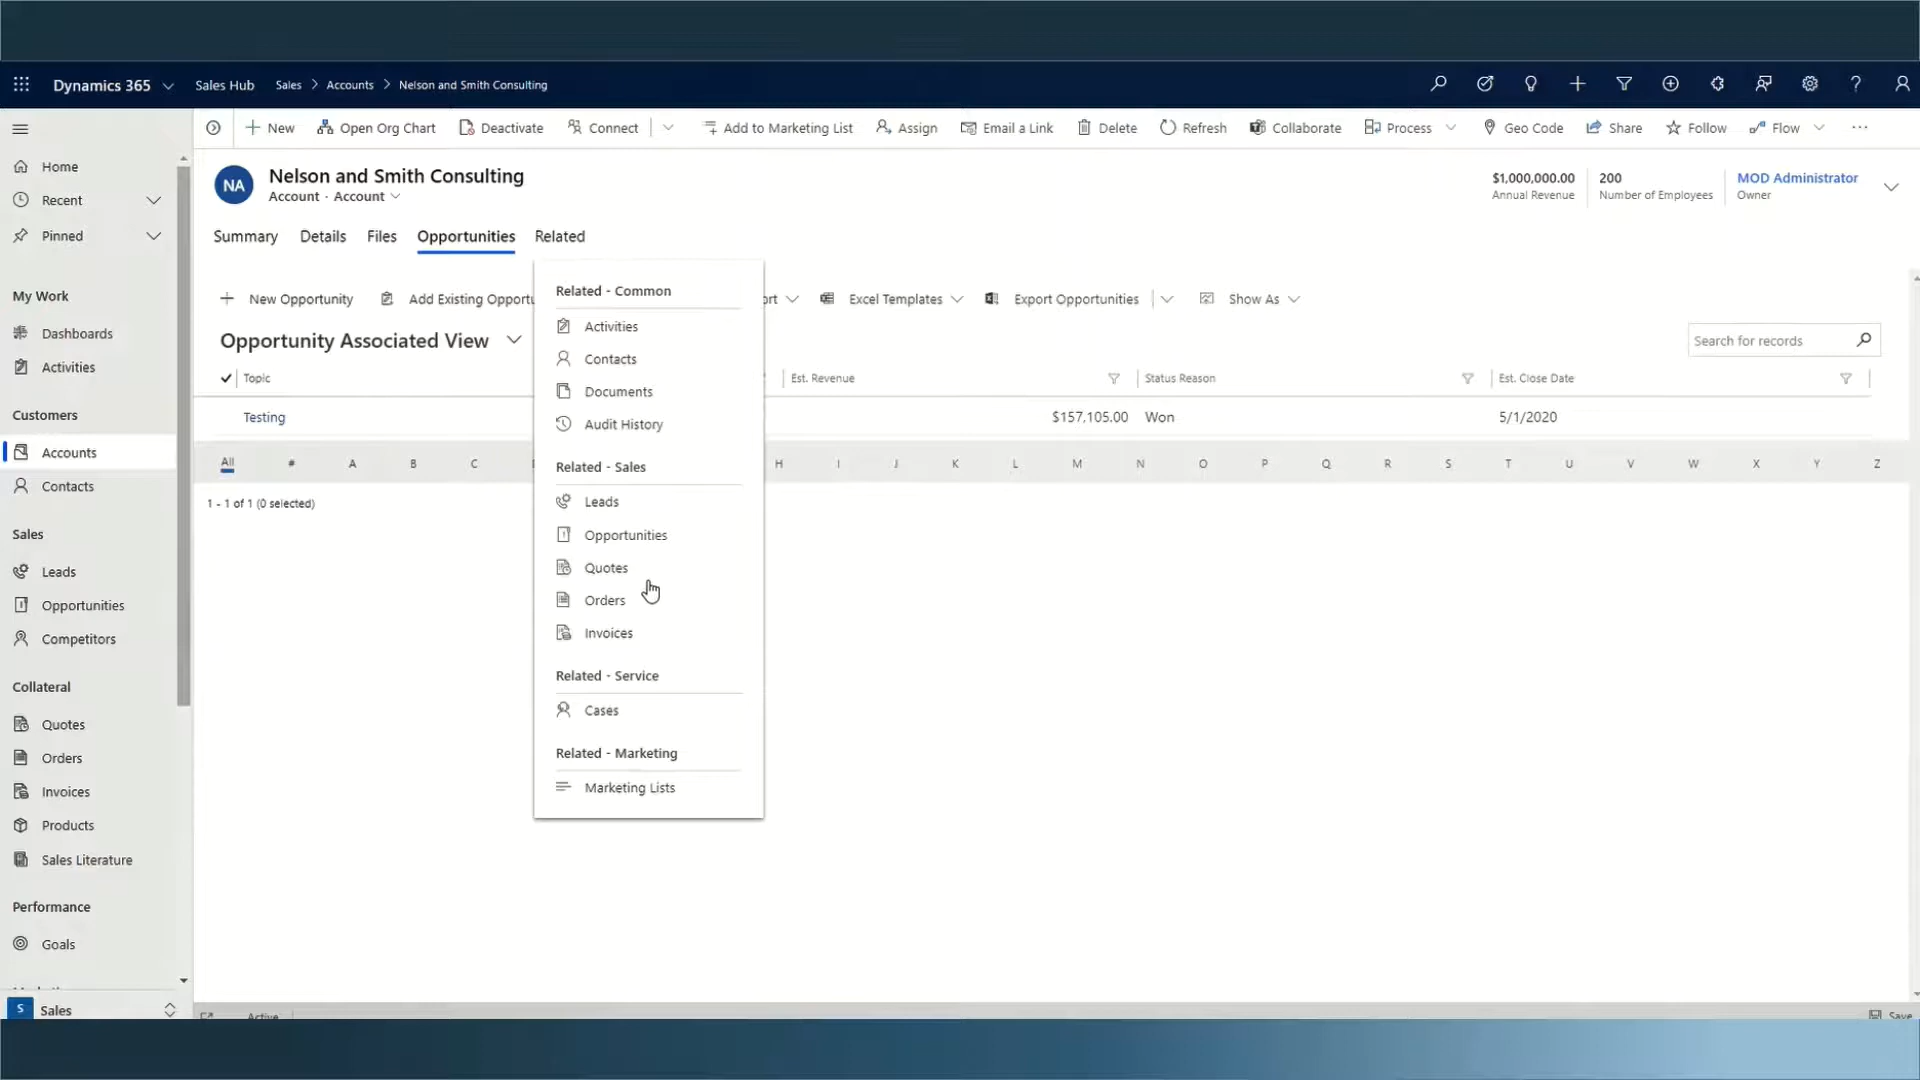 Dynamics 365 Sales Hub Sales > Accounts > Nelson and Smith Consulting
New Open Org Chart Deactivate Connect Add to Marketing List Assign Email a Link Delete Refresh Collaborate Process Geo Code Share Follow Flow ...
Home
Recent
Pinned
My Work
Dashboards
Activities
Customers
Accounts
Contacts
Sales
Leads
Opportunities
Competitors
Collateral
Quotes
Orders
Invoices
Products
Sales Literature
Performance
Goals
S Sales
NA Nelson and Smith Consulting
Account · Account
$1,000,000.00
Annual Revenue
200
Number of Employees
MOD Administrator
Owner
Summary Details Files Opportunities Related
New Opportunity Add Existing Opportu ort Excel Templates Export Opportunities Show As
Opportunity Associated View
Search for records
Topic Est. Revenue Status Reason Est. Close Date
Testing $157,105.00 Won 5/1/2020
All # A B C H I J K L M N O P Q R S T U V W X Y Z
1 - 1 of 1 (0 selected)
Related - Common
Activities
Contacts
Documents
Audit History
Related - Sales
Leads
Opportunities
Quotes
Orders
Invoices
Related - Service
Cases
Related - Marketing
Marketing Lists
Active Save